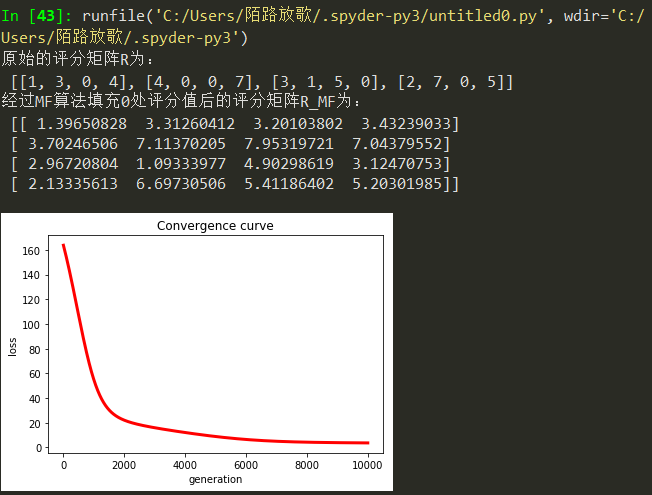 In [43]: runfile('C:/Users/陌路放歌/.spyder-py3/untitled0.py', wdir='C:/
Users/陌路放歌/.spyder-py3')
原始的评分矩阵R为:
[[1, 3, 0, 4], [4, 0, 0, 7], [3, 1, 5, 0], [2, 7, 0, 5]]
经过MF算法填充0处评分值后的评分矩阵R_MF为:
[[ 1.39650828 3.31260412 3.20103802 3.43239033]
[ 3.70246506 7.11370205 7.95319721 7.04379552]
[ 2.96720804 1.09333977 4.90298619 3.12470753]
[ 2.13335613 6.69730506 5.41186402 5.20301985]]
Convergence curve
160
140
120
100
80
60
40
20
0
loss
0 2000 4000 6000 8000 10000
generation